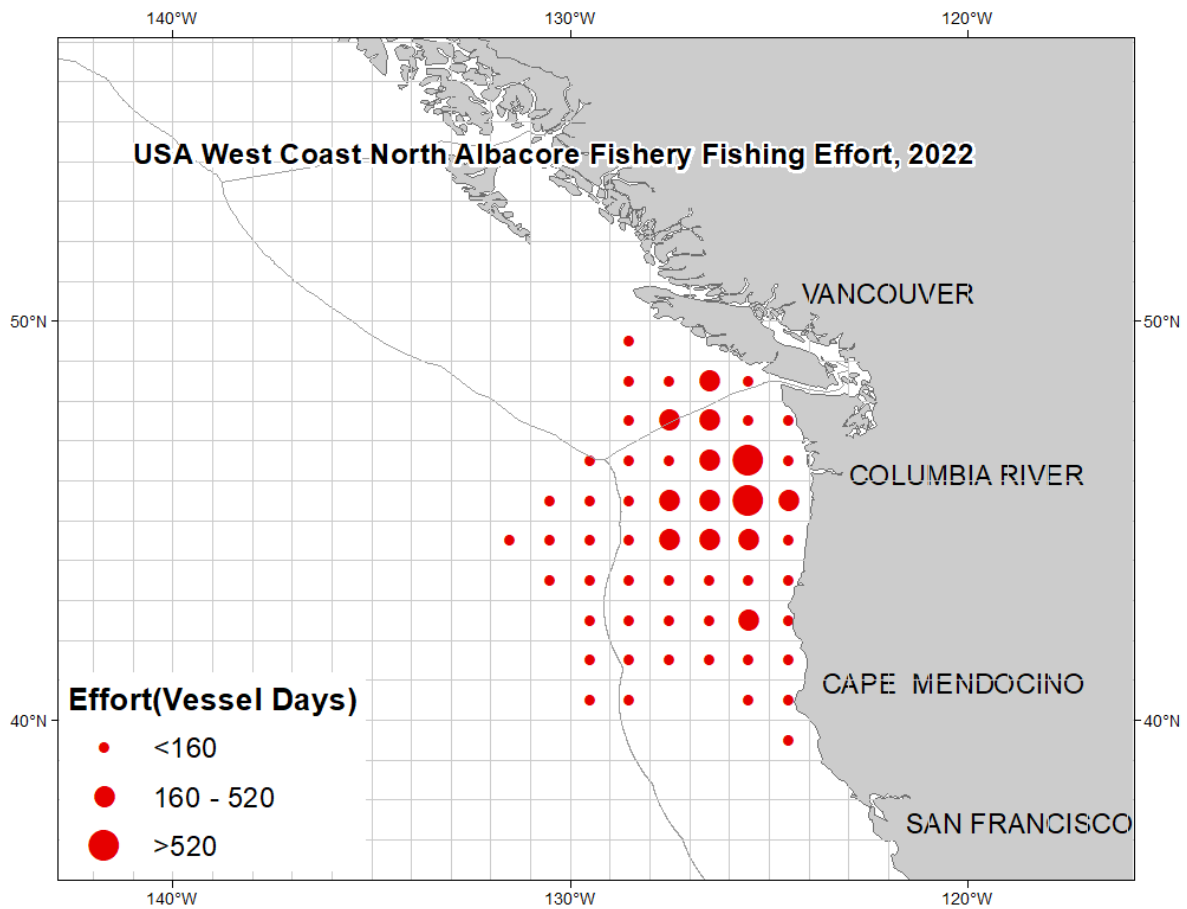 140°W 130°W 120°W
USA West Coast North Albacore Fishery Fishing Effort, 2022
VANCOUVER
50°N 50°N
COLUMBIA RIVER
CAPE MENDOCINO
Effort(Vessel Days)
40°N 40°N
<160
160 - 520
SAN FRANCISCO
>520
140°W 130°W 120°W